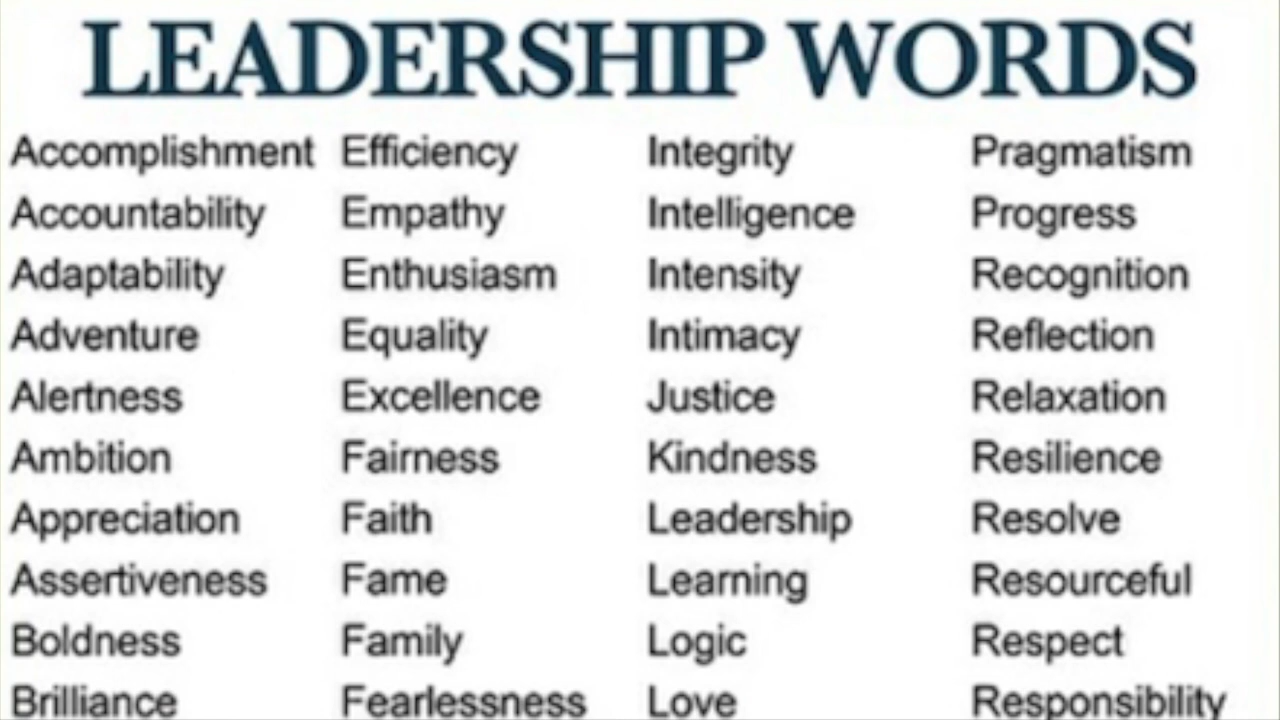 LEADERSHIP WORDS
Accomplishment Efficiency Integrity Pragmatism
Accountability Empathy Intelligence Progress
Adaptability Enthusiasm Intensity Recognition
Adventure Equality Intimacy Reflection
Alertness Excellence Justice Relaxation
Ambition Fairness Kindness Resilience
Appreciation Faith Leadership Resolve
Assertiveness Fame Learning Resourceful
Boldness Family Logic Respect
Brilliance Fearlessness Love Responsibility